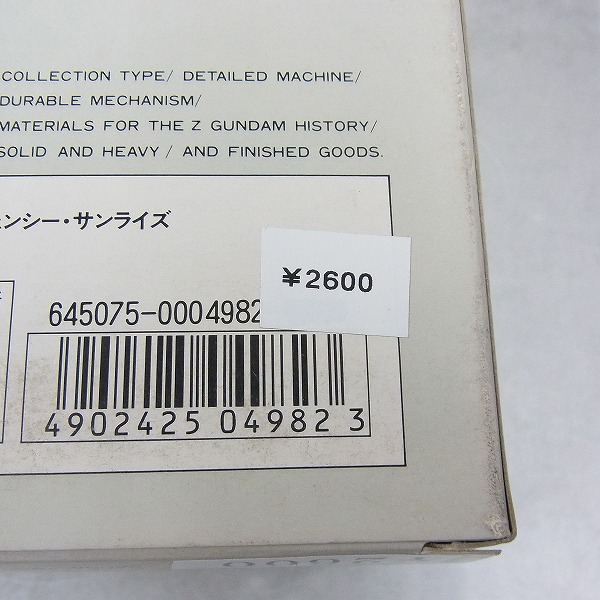 COLLECTION TYPE/ DETAILED MACHINE/
DURABLE MECHANISM/
MATERIALS FOR THE Z GUNDAM HISTORY/
SOLID AND HEAVY/ AND FINISHED GOODS.
ェンシー・サンライズ
¥2600
645075-0004982
4902425 04982 3